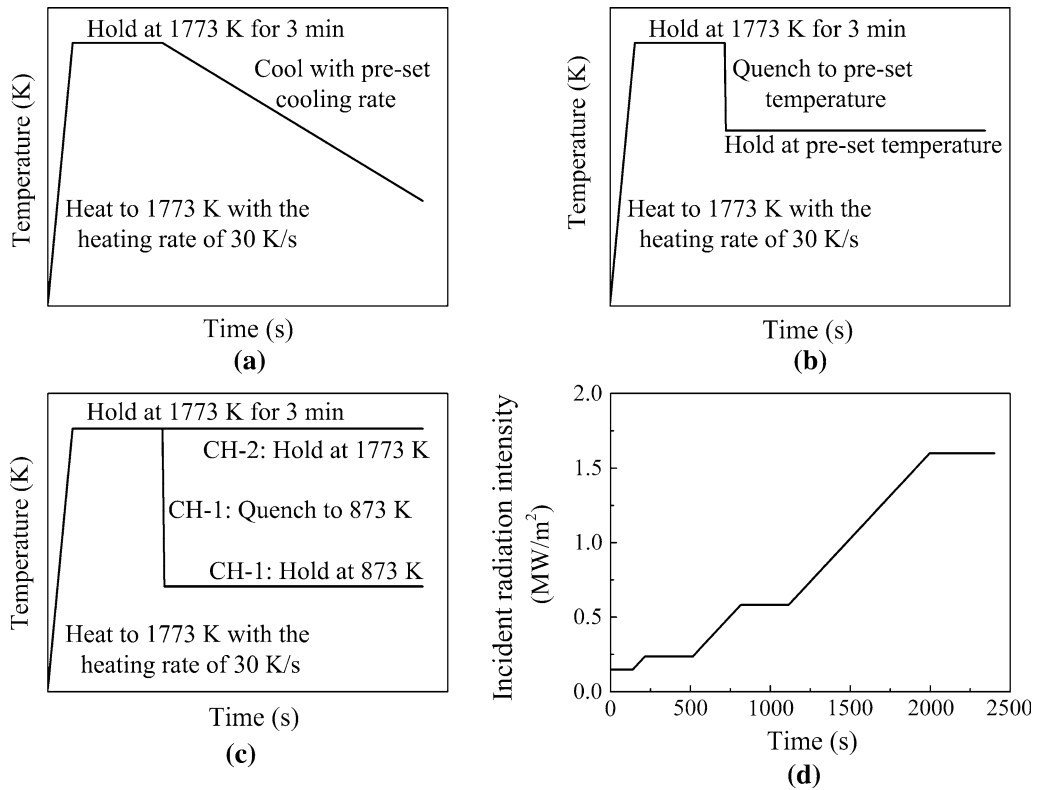 Hold at 1773 K for 3 min
Cool with pre-set
cooling rate
Heat to 1773 K with the
heating rate of 30 K/s
Temperature (K)
Time (s)
(a)
Hold at 1773 K for 3 min
Quench to pre-set
temperature
Hold at pre-set temperature
Heat to 1773 K with the
heating rate of 30 K/s
Temperature (K)
Time (s)
(b)
Hold at 1773 K for 3 min
CH-2: Hold at 1773 K
CH-1: Quench to 873 K
CH-1: Hold at 873 K
Heat to 1773 K with the
heating rate of 30 K/s
Temperature (K)
Time (s)
(c)
Incident radiation intensity
(MW/m²)
2.0
1.5
1.0
0.5
0.0
0 500 1000 1500 2000 2500
Time (s)
(d)